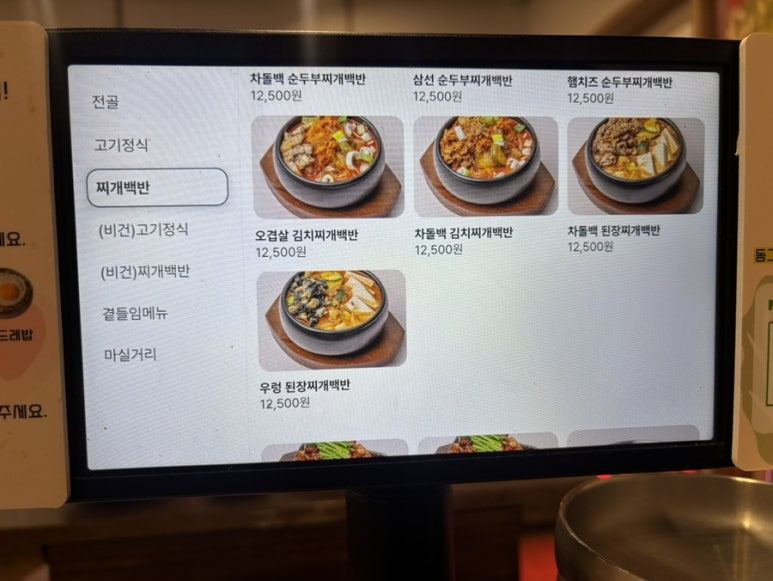 전골
고기정식
찌개백반
(비건)고기정식
(비건)찌개백반
곁들임메뉴
마실거리
차돌백 순두부찌개백반
12,500원
삼선 순두부찌개백반
12,500원
햄치즈 순두부찌개백반
12,500원
오겹살 김치찌개백반
12,500원
차돌백 김치찌개백반
12,500원
차돌백 된장찌개백반
12,500원
우렁 된장찌개백반
12,500원
드레밥
주세요.